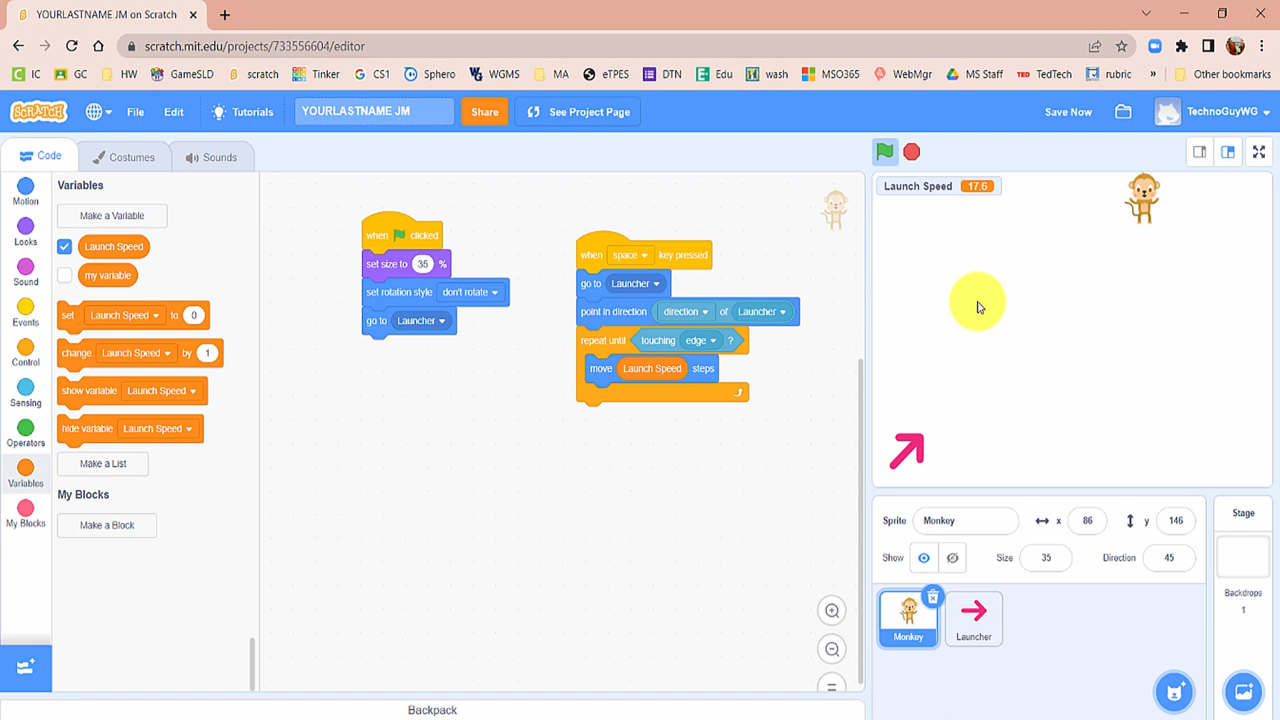 YOURLASTNAME JM on Scratch
scratch.mit.edu/projects/733556604/editor
IC GC HW GameSLD scratch Tinker CS1 Sphero WGMS MA eTPES DTN Edu wash MSO365 WebMgr MS Staff TED TedTech rubric » Other bookmarks
SCRATCH File Edit Tutorials YOURLASTNAME JM Share See Project Page Save Now TechnoGuyWG
Code Costumes Sounds
Motion
Looks
Sound
Events
Control
Sensing
Operators
Variables
My Blocks
Variables
Make a Variable
Launch Speed
my variable
set Launch Speed to 0
change Launch Speed by 1
show variable Launch Speed
hide variable Launch Speed
Make a List
My Blocks
Make a Block
when clicked
set size to 35 %
set rotation style don't rotate
go to Launcher
when space key pressed
go to Launcher
point in direction direction of Launcher
repeat until touching edge ?
move Launch Speed steps
Launch Speed 17.6
Sprite Monkey x 86 y 146
Show Size 35 Direction 45
Monkey
Launcher
Stage
Backdrops
1
Backpack